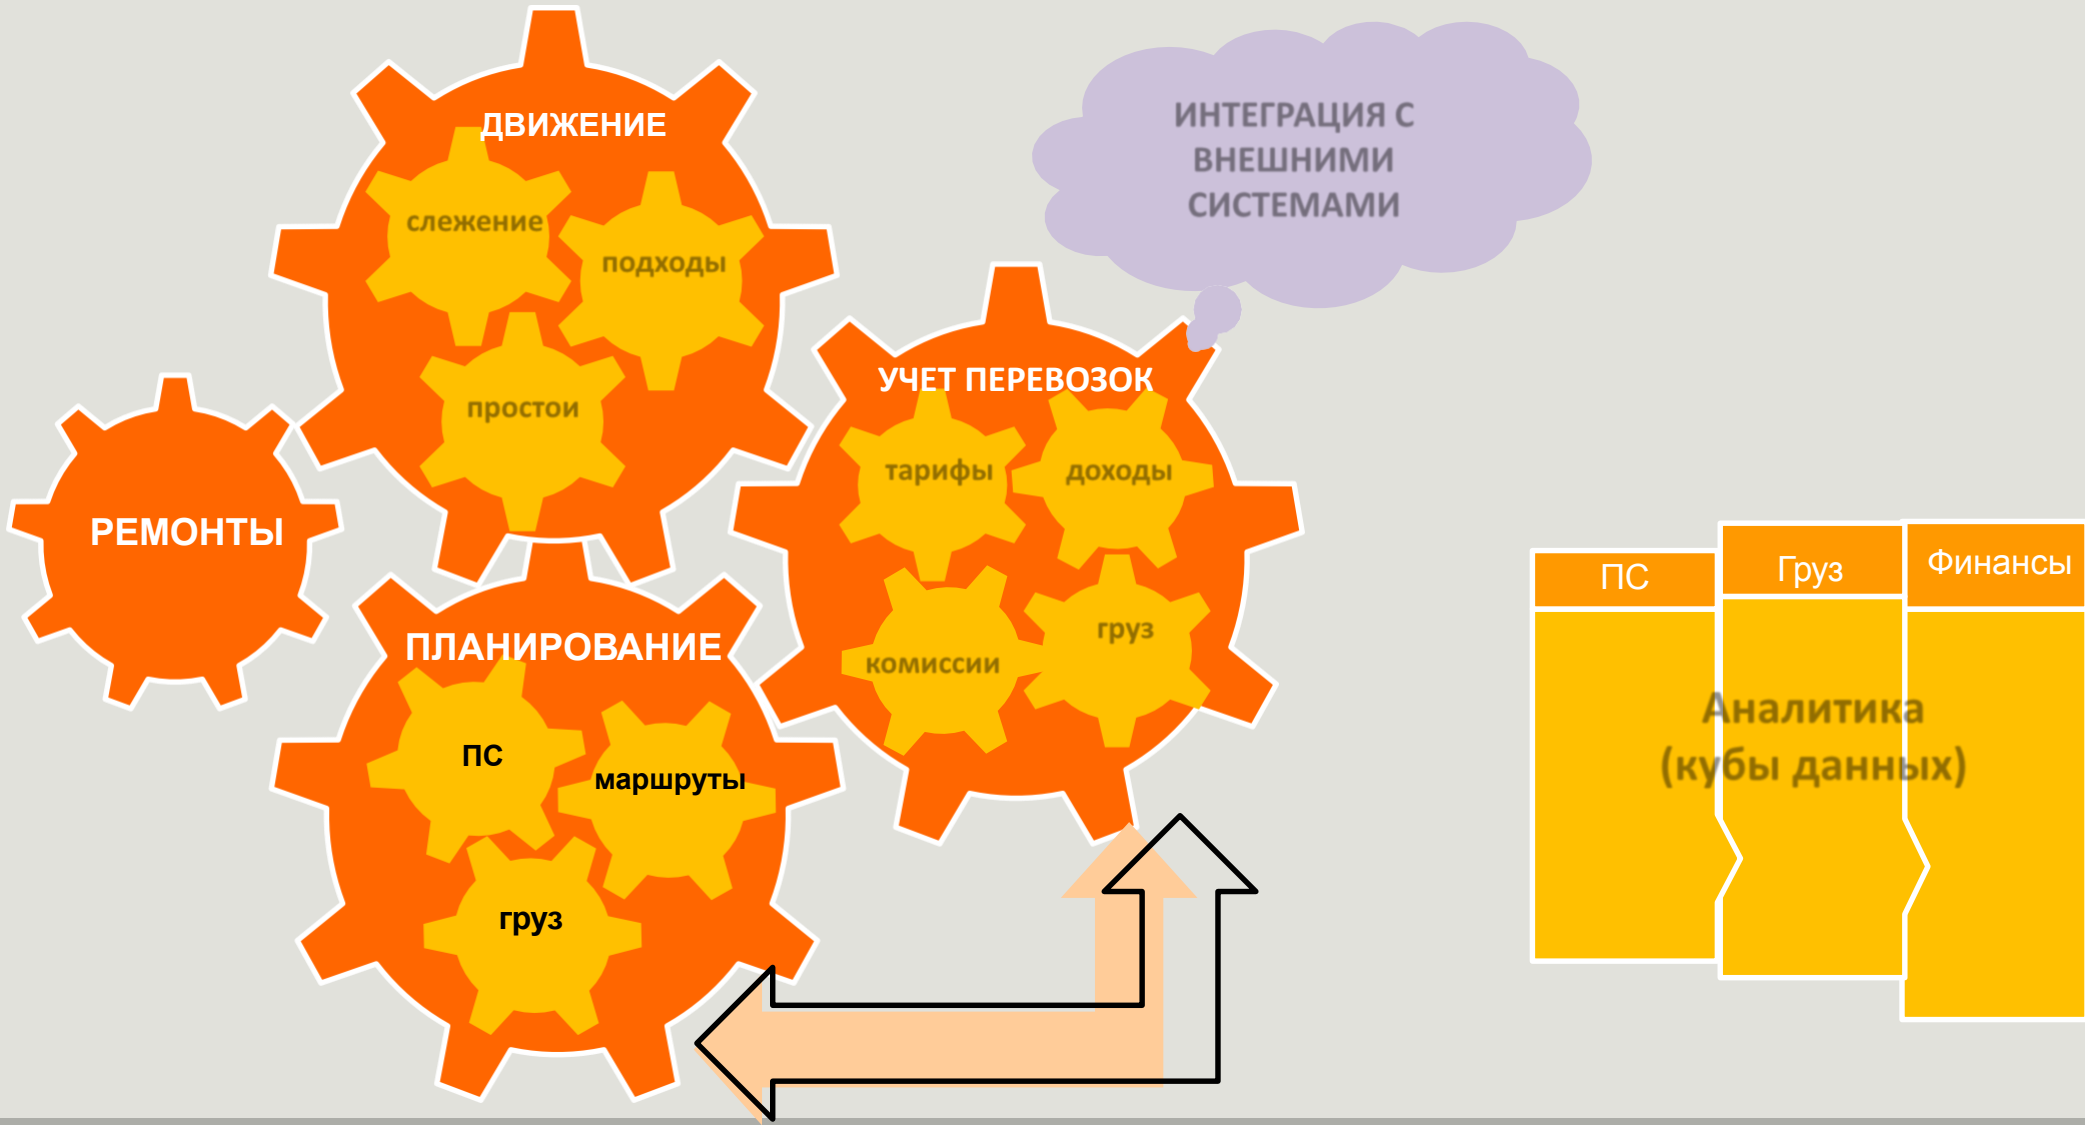 ДВИЖЕНИЕ
слежение
подходы
простои
ИНТЕГРАЦИЯ С
ВНЕШНИМИ
СИСТЕМАМИ
РЕМОНТЫ
УЧЕТ ПЕРЕВОЗОК
тарифы
доходы
комиссии
груз
ПЛАНИРОВАНИЕ
ПС
маршруты
груз
ПС
Груз
Финансы
Аналитика
(кубы данных)